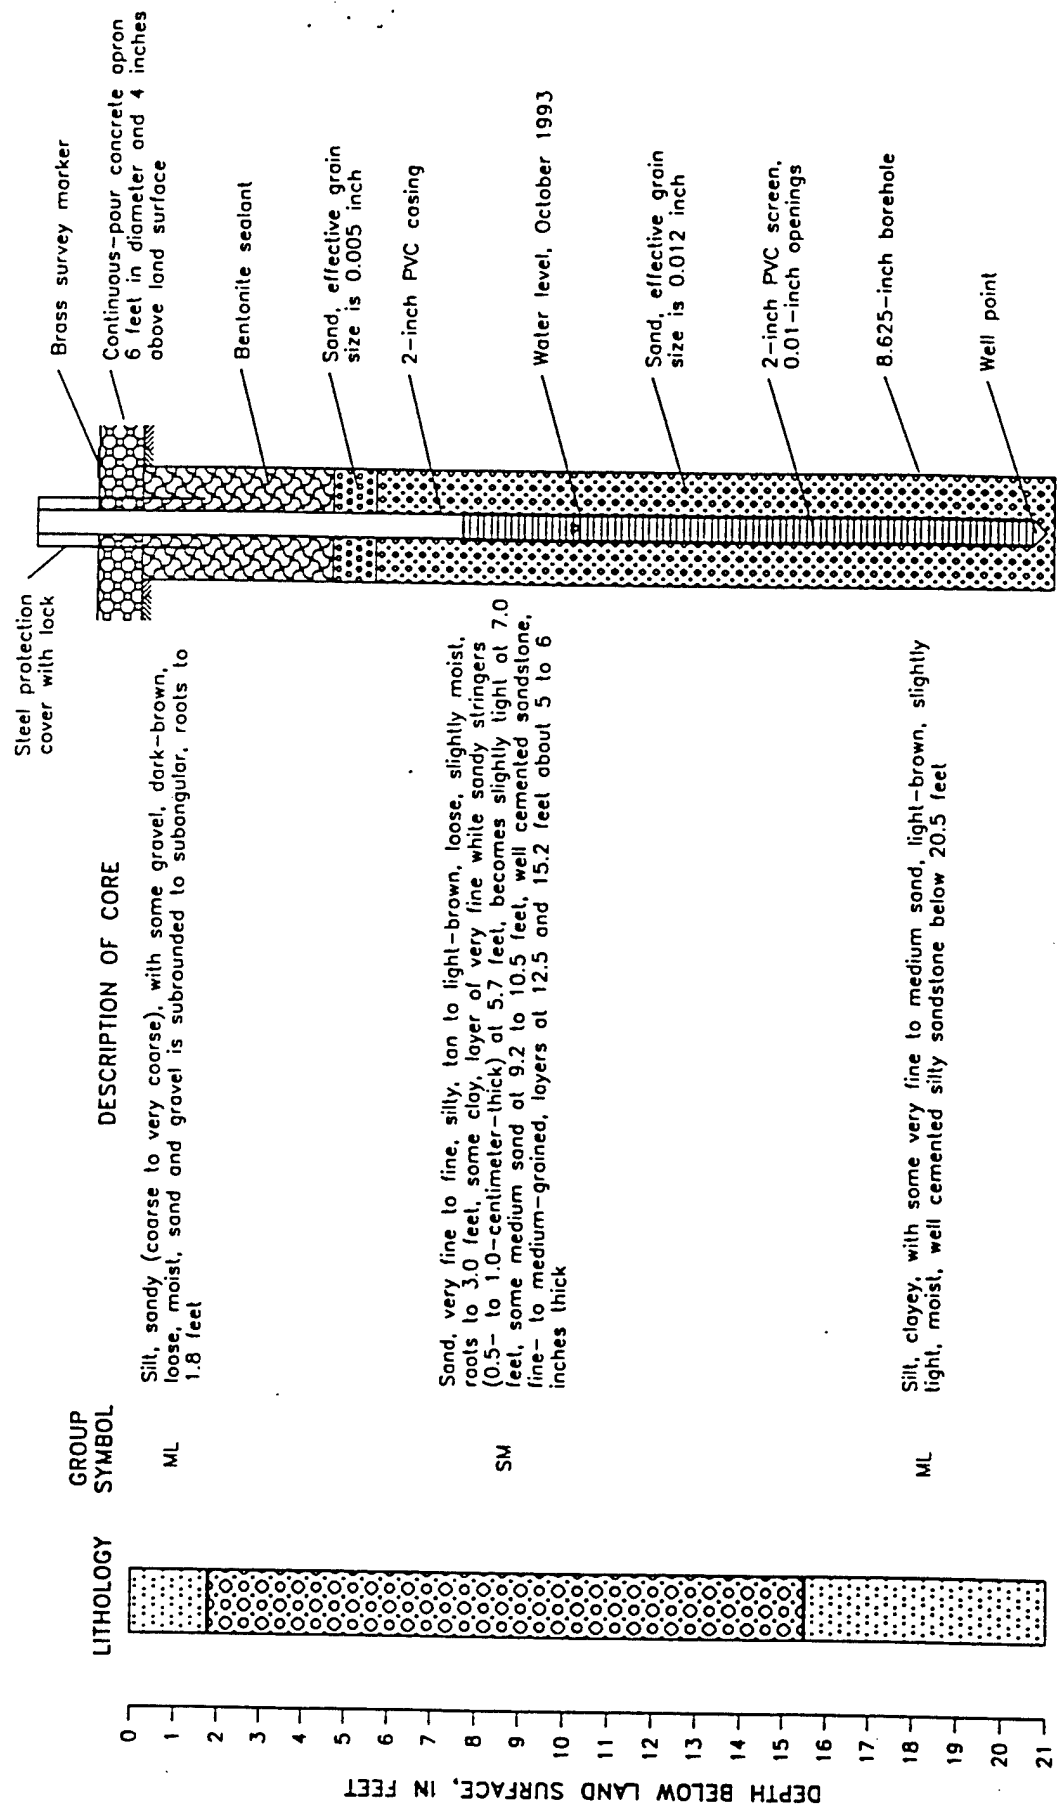 LITHOLOGY
GROUP
SYMBOL
DESCRIPTION OF CORE
Steel protection
cover with lock
Brass survey marker
Continuous-pour concrete apron
6 feet in diameter and 4 inches
above land surface
Bentonite sealant
Sand, effective grain
size is 0.005 inch
2-inch PVC casing
Water level, October 1993
Sand, effective grain
size is 0.012 inch
2-inch PVC screen,
0.01-inch openings
8.625-inch borehole
Well point
ML
Silt, sandy (coarse to very coarse), with some gravel, dark-brown,
loose, moist, sand and gravel is subrounded to subangular, roots to
1.8 feet
SM
Sand, very fine to fine, silty, tan to light-brown, loose, slightly moist,
roots to 3.0 feet, some clay, layer of very fine while sandy stringers
(0.5- to 1.0-centimeter-thick) at 5.7 feet, becomes slightly tight at 7.0
feet, some medium sand at 9.2 to 10.5 feet, well cemented sandstone,
fine- to medium-grained, layers at 12.5 and 15.2 feet about 5 to 6
inches thick
ML
Silt, clayey, with some very fine to medium sand, light-brown, slightly
tight, moist, well cemented silty sandstone below 20.5 feet
DEPTH BELOW LAND SURFACE, IN FEET
0
1
2
3
4
5
6
7
8
9
10
11
12
13
14
15
16
17
18
19
20
21